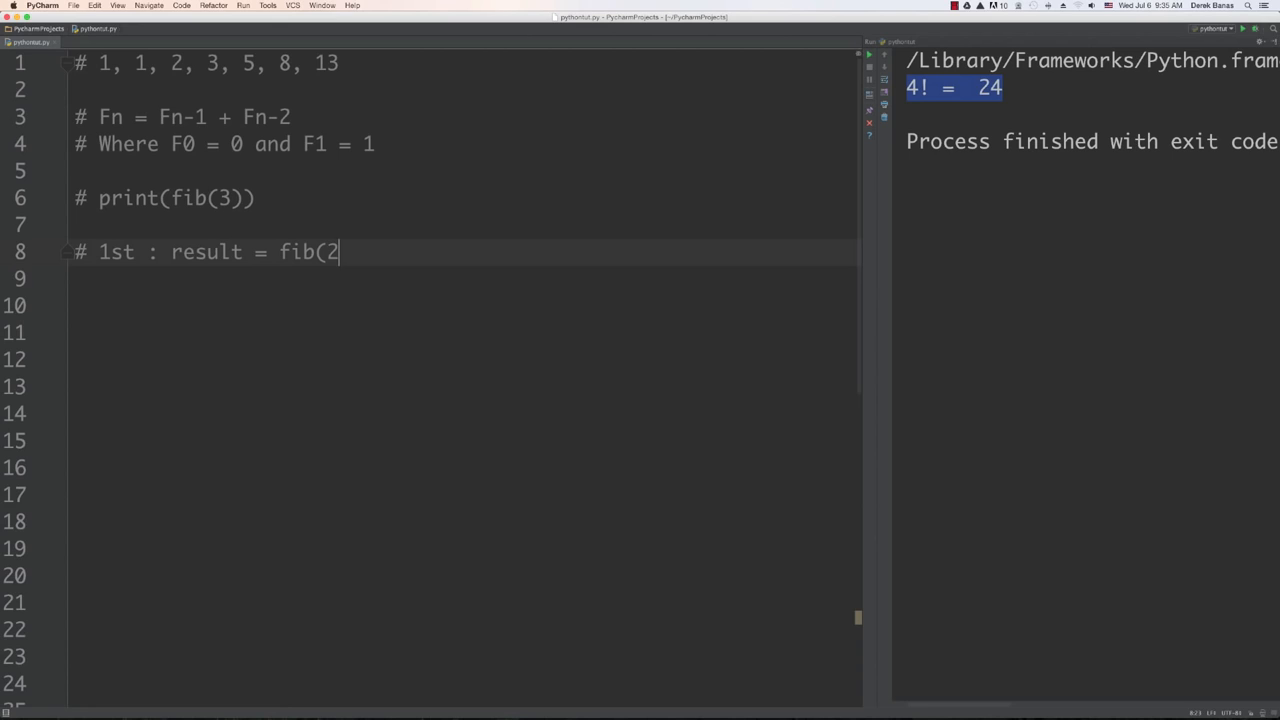 PyCharm File Edit View Navigate Code Refactor Run Tools VCS Window Help 10 Wed Jul 6 9:35 AM Derek Banas
pythontut.py - PycharmProjects - [~/PycharmProjects]
PycharmProjects pythontut.py pythontut
pythontut.py Run pythontut
1 # 1, 1, 2, 3, 5, 8, 13
2
3 # Fn = Fn-1 + Fn-2
4 # Where F0 = 0 and F1 = 1
5
6 # print(fib(3))
7
8 # 1st : result = fib(2
9
10
11
12
13
14
15
16
17
18
19
20
21
22
23
24
/Library/Frameworks/Python.fram
4! =  24
Process finished with exit code
8:23 LF÷ UTF-8÷